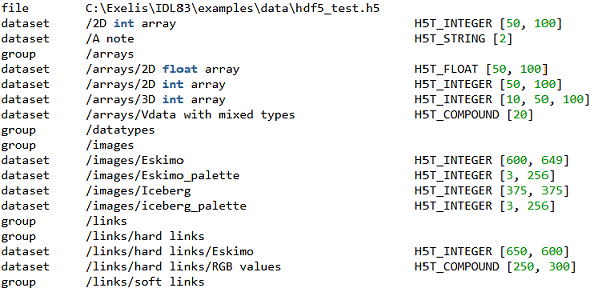 file C:\Exelis\IDL83\examples\data\hdf5_test.h5
dataset /2D int array H5T_INTEGER [50, 100]
dataset /A note H5T_STRING [2]
group /arrays
dataset /arrays/2D float array H5T_FLOAT [50, 100]
dataset /arrays/2D int array H5T_INTEGER [50, 100]
dataset /arrays/3D int array H5T_INTEGER [10, 50, 100]
dataset /arrays/Vdata with mixed types H5T_COMPOUND [20]
group /datatypes
group /images
dataset /images/Eskimo H5T_INTEGER [600, 649]
dataset /images/Eskimo_palette H5T_INTEGER [3, 256]
dataset /images/Iceberg H5T_INTEGER [375, 375]
dataset /images/iceberg_palette H5T_INTEGER [3, 256]
group /links
group /links/hard links
dataset /links/hard links/Eskimo H5T_INTEGER [650, 600]
dataset /links/hard links/RGB values H5T_COMPOUND [250, 300]
group /links/soft links